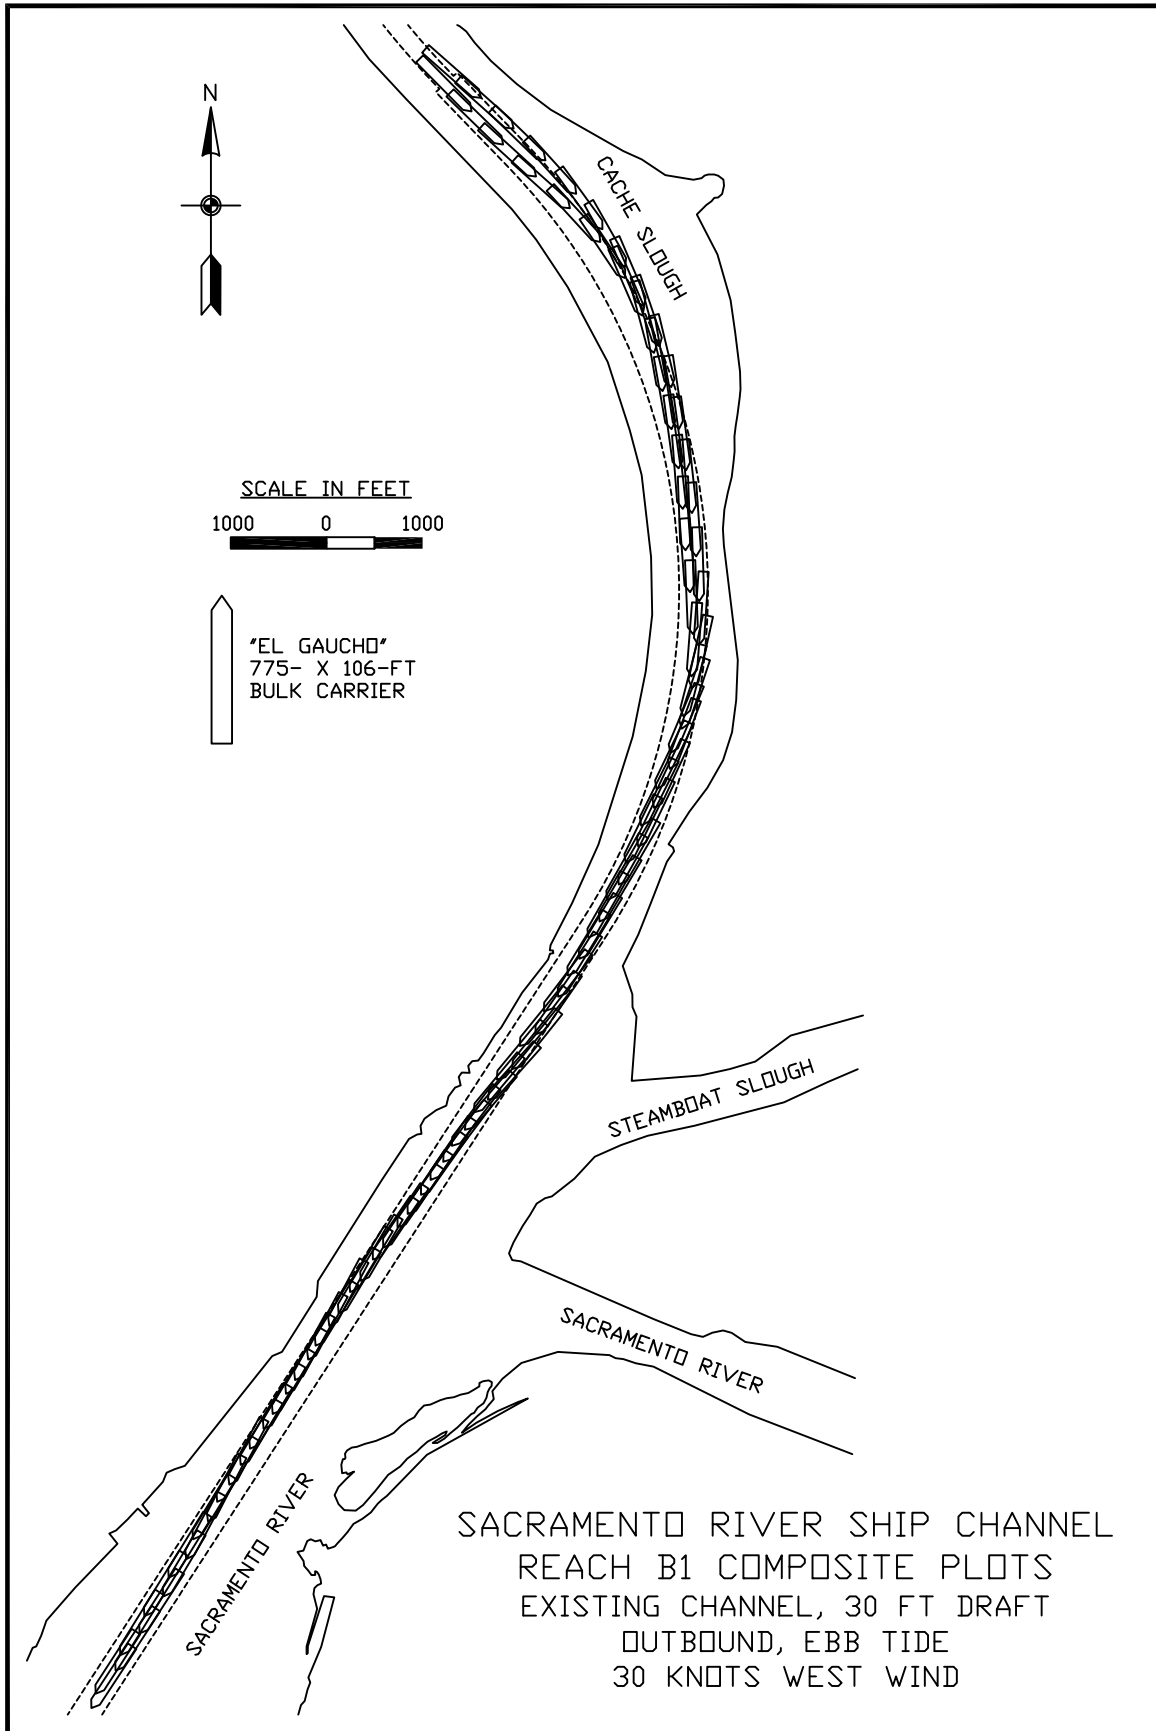 N
CACHE SLOUGH
SCALE IN FEET
1000 0 1000
"EL GAUCHO"
775- X 106-FT
BULK CARRIER
STEAMBOAT SLOUGH
SACRAMENTO RIVER
SACRAMENTO RIVER
SACRAMENTO RIVER SHIP CHANNEL
REACH B1 COMPOSITE PLOTS
EXISTING CHANNEL, 30 FT DRAFT
OUTBOUND, EBB TIDE
30 KNOTS WEST WIND